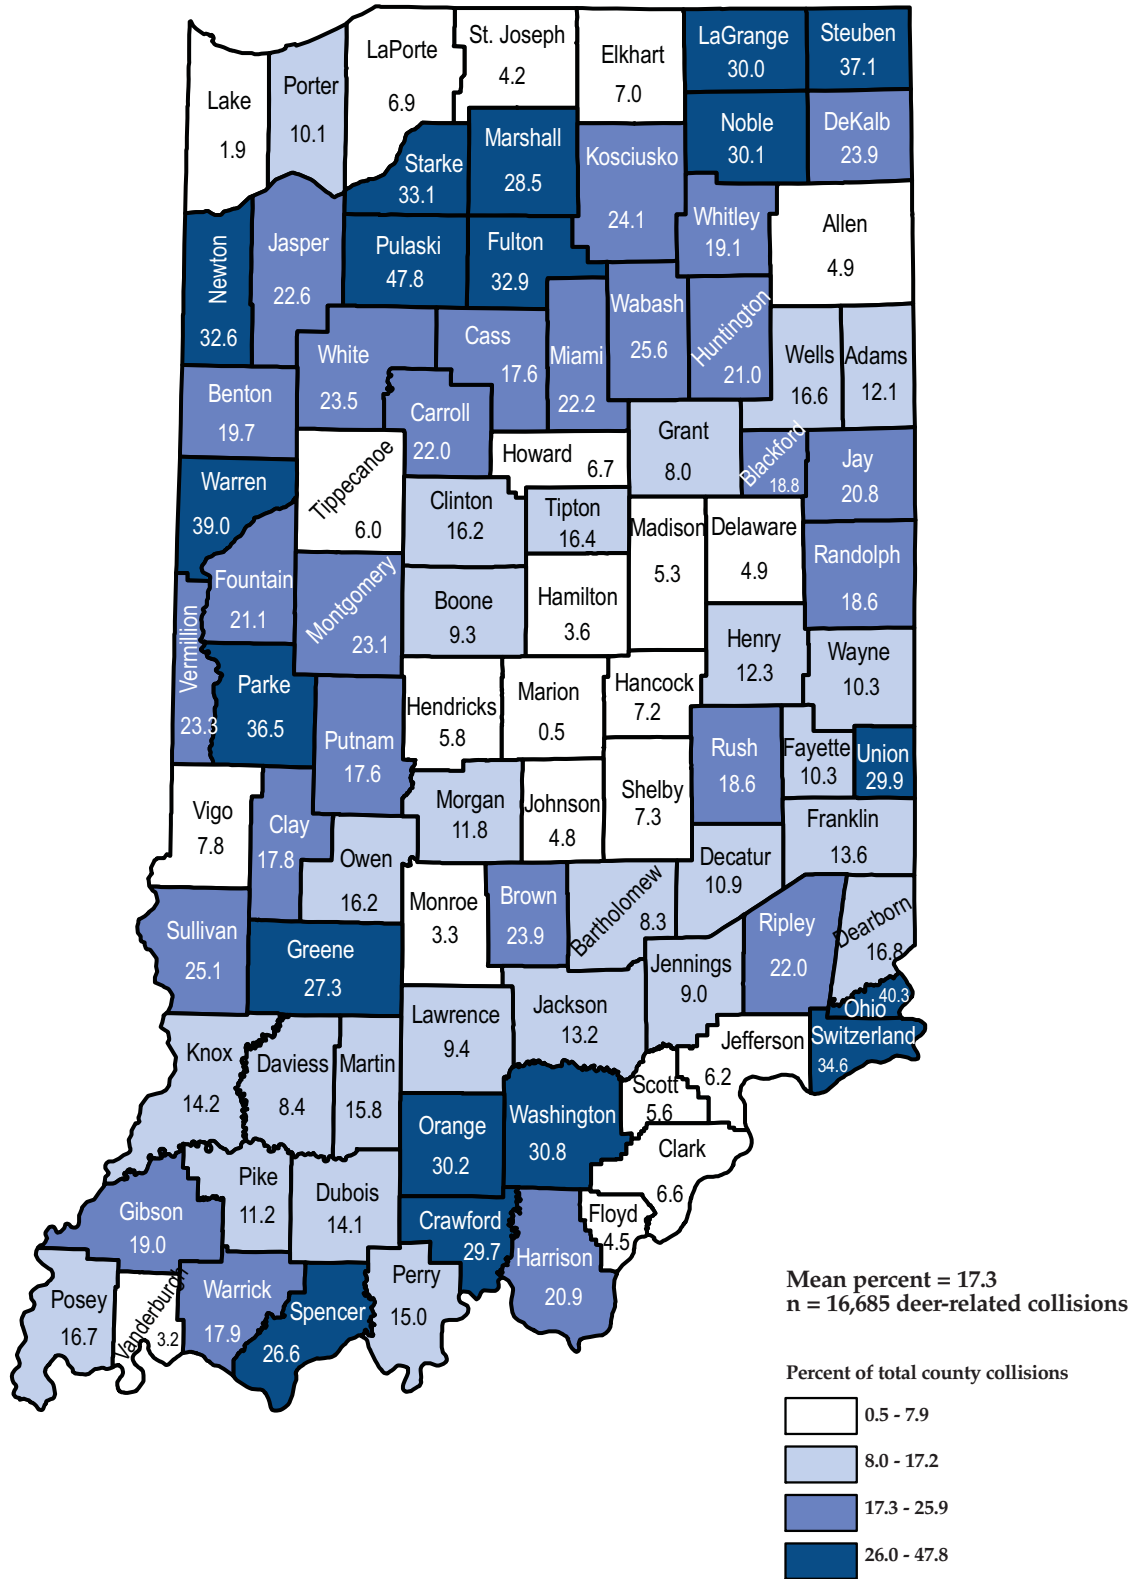 LaPorte
6.9
St. Joseph
4.2
Elkhart
7.0
LaGrange
30.0
Steuben
37.1
Lake
1.9
Porter
10.1
Starke
33.1
Marshall
28.5
Kosciusko
24.1
Noble
30.1
DeKalb
23.9
Whitley
19.1
Allen
4.9
Newton
32.6
Jasper
22.6
Pulaski
47.8
Fulton
32.9
White
23.5
Cass
17.6
Miami
22.2
Wabash
25.6
Huntington
21.0
Wells
16.6
Adams
12.1
Benton
19.7
Carroll
22.0
Howard
6.7
Grant
8.0
Blackford
18.8
Jay
20.8
Warren
39.0
Tippecanoe
6.0
Clinton
16.2
Tipton
16.4
Madison
5.3
Delaware
4.9
Randolph
18.6
Fountain
21.1
Montgomery
23.1
Boone
9.3
Hamilton
3.6
Henry
12.3
Wayne
10.3
Vermillion
23.3
Parke
36.5
Putnam
17.6
Hendricks
5.8
Marion
0.5
Hancock
7.2
Rush
18.6
Fayette
10.3
Union
29.9
Vigo
7.8
Clay
17.8
Owen
16.2
Morgan
11.8
Johnson
4.8
Shelby
7.3
Decatur
10.9
Franklin
13.6
Sullivan
25.1
Greene
27.3
Monroe
3.3
Brown
23.9
Bartholomew
8.3
Jennings
9.0
Ripley
22.0
Dearborn
16.8
Ohio
40.3
Switzerland
34.6
Knox
14.2
Daviess
8.4
Martin
15.8
Lawrence
9.4
Jackson
13.2
Jefferson
6.2
Scott
5.6
Orange
30.2
Washington
30.8
Clark
6.6
Gibson
19.0
Pike
11.2
Dubois
14.1
Crawford
29.7
Harrison
20.9
Floyd
4.5
Posey
16.7
Vanderburgh
3.2
Warrick
17.9
Spencer
26.6
Perry
15.0
Mean percent = 17.3
n = 16,685 deer-related collisions
Percent of total county collisions
0.5 - 7.9
8.0 - 17.2
17.3 - 25.9
26.0 - 47.8